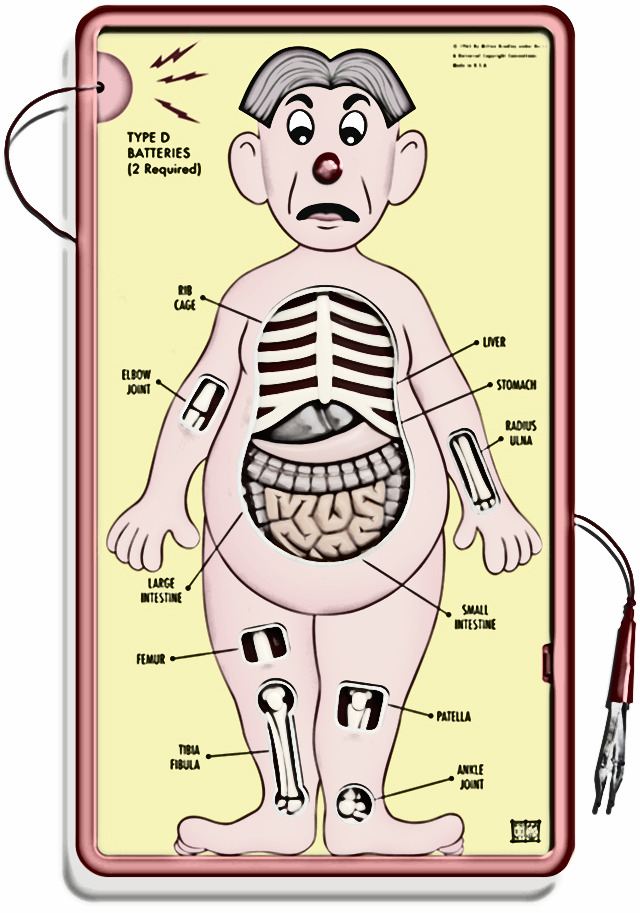 TYPE D
BATTERIES
(2 Required)
RIB
CAGE
LIVER
ELBOW
JOINT
STOMACH
RADIUS
ULNA
LARGE
INTESTINE
SMALL
INTESTINE
FEMUR
PATELLA
TIBIA
FIBULA
ANKLE
JOINT